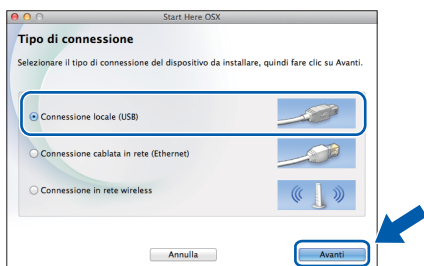 Start Here OSX
Tipo di connessione
Selezionare il tipo di connessione del dispositivo da installare, quindi fare clic su Avanti.
Connessione locale (USB)
Connessione cablata in rete (Ethernet)
Connessione in rete wireless
Annulla
Avanti